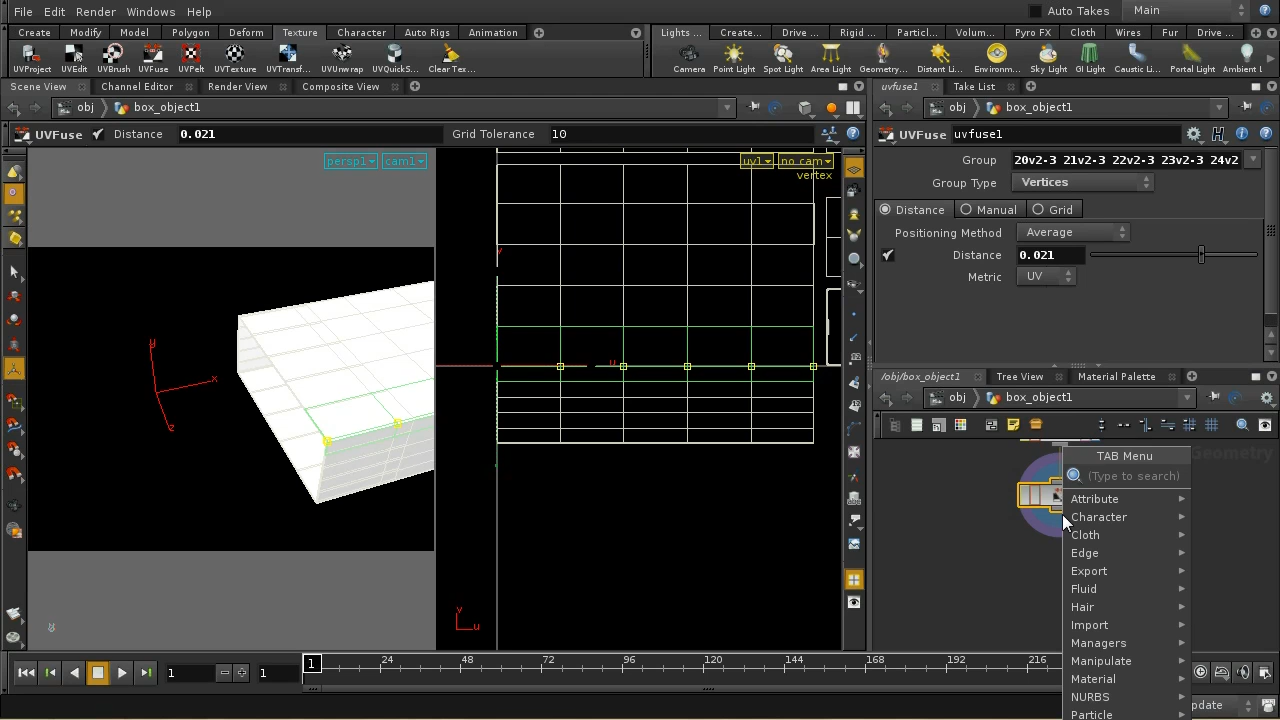 File Edit Render Windows Help Auto Takes Main
Create Modify Model Polygon Deform Texture Character Auto Rigs Animation Lights ... Create... Drive ... Rigid ... Particl... Volum... Pyro FX Cloth Wires Fur Drive ...
UVProject UVEdit UVBrush UVFuse UVPelt UVTexture UVTransf... UVUnwrap UVQuickS... Clear Tex... Camera Point Light Spot Light Area Light Geometry... Distant Li... Environm... Sky Light GI Light Caustic Li... Portal Light Ambient L
Scene View Channel Editor Render View Composite View uvfuse1 Take List
obj box_object1 obj box_object1
UVFuse Distance 0.021 Grid Tolerance 10 UVFuse uvfuse1
persp1 cam1 uv1 no cam
vertex
Group 20v2-3 21v2-3 22v2-3 23v2-3 24v2
Group Type Vertices
Distance Manual Grid
Positioning Method Average
Distance 0.021
Metric UV
v
u
y
x
z
/obj/box_object1 Tree View Material Palette
obj box_object1
Geometry
TAB Menu
(Type to search)
Attribute
Character
Cloth
Edge
Export
Fluid
Hair
Import
Managers
Manipulate
Material
NURBS
Particle
v
u
1 1 1 24 48 72 96 120 144 168 192 216
pdate